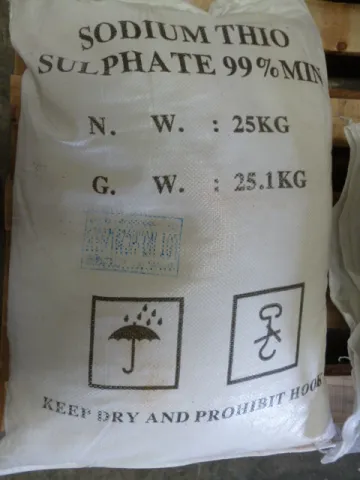 SODIUM THIO
SULPHATE 99%MIN
N. W. : 25KG
G. W. : 25.1KG
KEEP DRY AND PROHIBIT HOOK